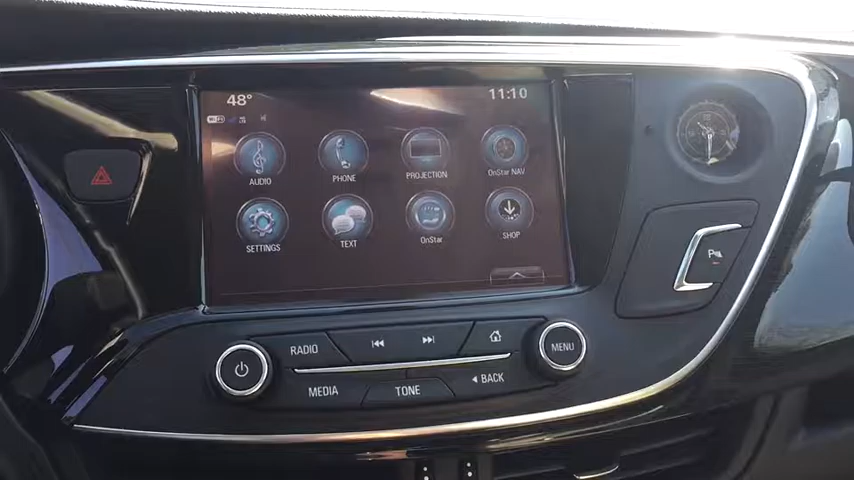 48° 11:10
AUDIO PHONE PROJECTION OnStar NAV
SETTINGS TEXT OnStar SHOP
RADIO MENU
MEDIA TONE BACK